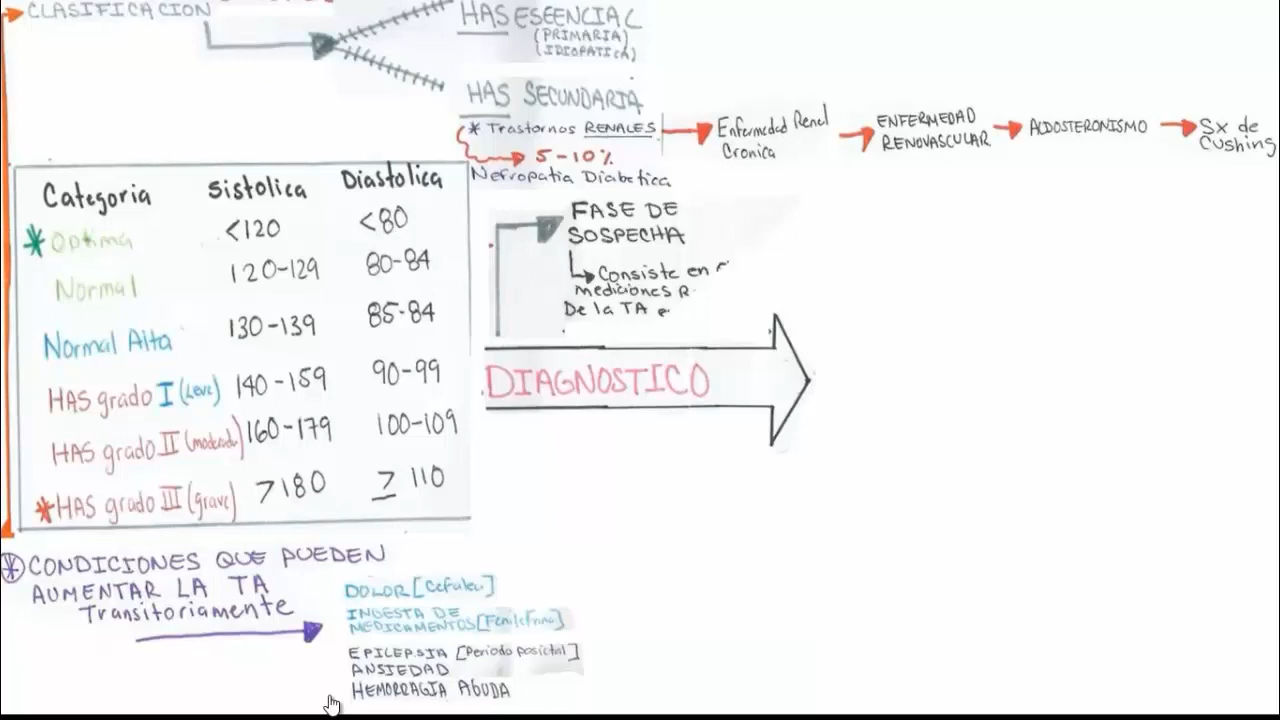 CLASIFICACION
HAS ESEENCIAL
(PRIMARIA)
(IDIOPATICA)
HAS SECUNDARIA
* Trastornos RENALES
5-10%
Nefropatia Diabetica
Enfermedad Renal
Cronica
ENFERMEDAD
RENOVASCULAR
ALDOSTERONISMO
Sx de
Cushing
Categoria Sistolica Diastolica
* Optima <120 <80
Normal 120-129 80-84
Normal Alta 130-139 85-84
HAS grado I (Leve) 140-159 90-99
HAS grado II (moderada) 160-179 100-109
* HAS grado III (grave) >180 ≥ 110
FASE DE
SOSPECHA
Consiste en
mediciones R
De la TA e
DIAGNOSTICO
* CONDICIONES QUE PUEDEN
AUMENTAR LA TA
Transitoriamente
DOLOR [Cefalea]
INGESTA DE
MEDICAMENTOS [Fenilefrina]
EPILEPSIA [Periodo posictal]
ANSIEDAD
HEMORRAGIA AGUDA